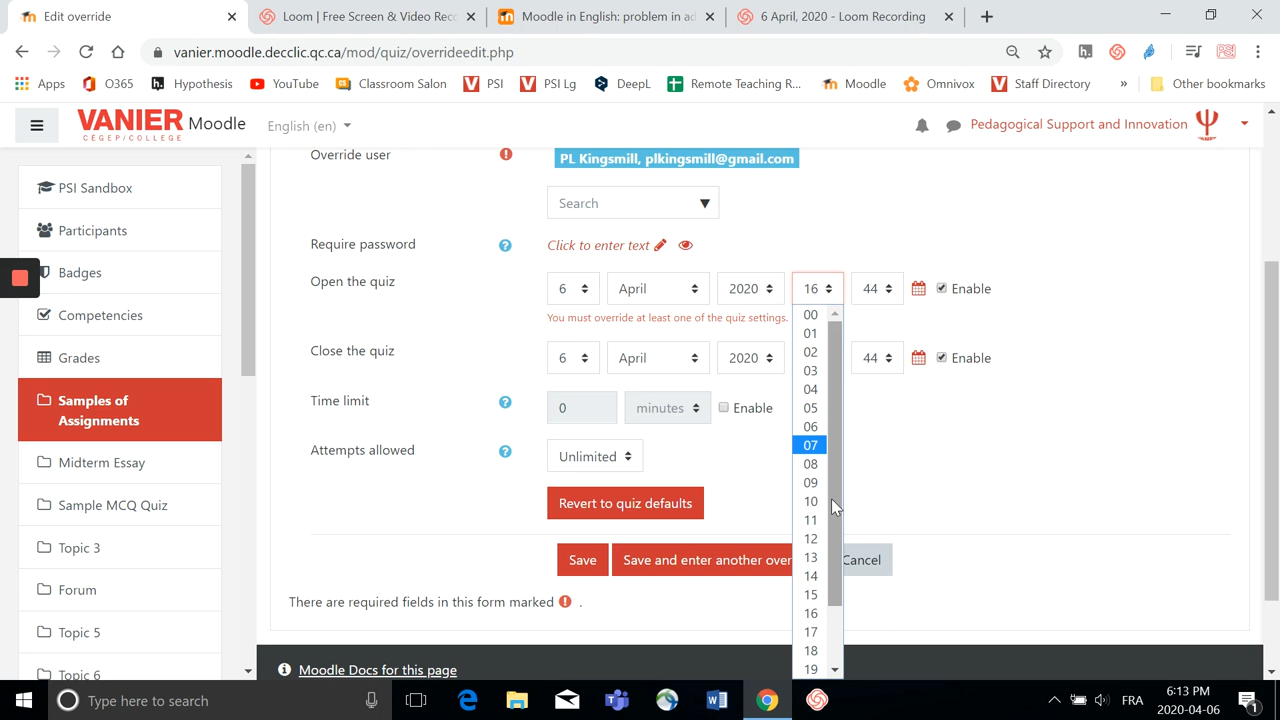 Edit override
Loom | Free Screen & Video Rec
Moodle in English: problem in ad
6 April, 2020 - Loom Recording
vanier.moodle.decclic.qc.ca/mod/quiz/overrideedit.php
Apps O365 Hypothesis YouTube Classroom Salon PSI PSI Lg DeepL Remote Teaching R... Moodle Omnivox Staff Directory » Other bookmarks
VANIER Moodle
CÉGEP/COLLEGE
English (en)
Pedagogical Support and Innovation
PSI Sandbox
Participants
Badges
Competencies
Grades
Samples of
Assignments
Midterm Essay
Sample MCQ Quiz
Topic 3
Forum
Topic 5
Topic 6
Override user
PL Kingsmill, plkingsmill@gmail.com
Search
Require password
Click to enter text
Open the quiz
6 April 2020 16 44 Enable
You must override at least one of the quiz settings.
Close the quiz
6 April 2020 44 Enable
Time limit
0 minutes Enable
Attempts allowed
Unlimited
Revert to quiz defaults
Save
Save and enter another over
Cancel
There are required fields in this form marked .
00
01
02
03
04
05
06
07
08
09
10
11
12
13
14
15
16
17
18
19
Moodle Docs for this page
Type here to search
FRA
6:13 PM
2020-04-06
1